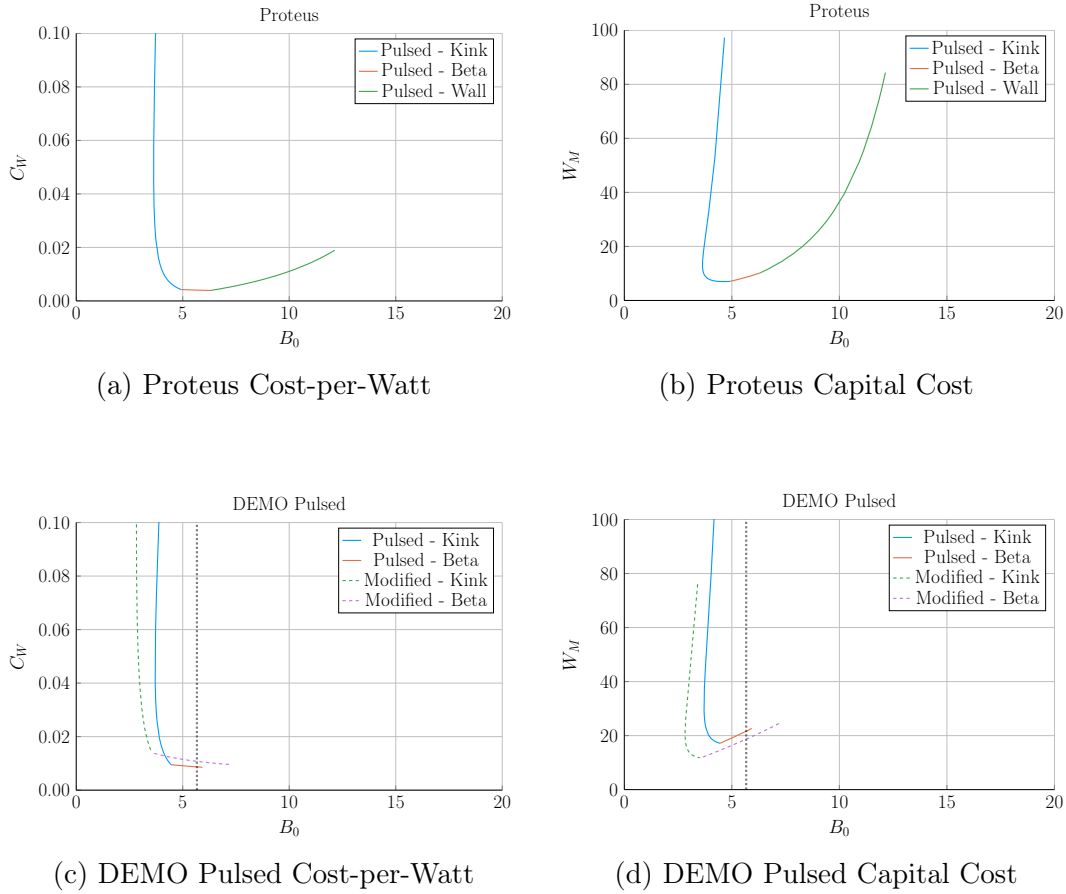 Proteus
0.10
0.08
0.06
0.04
0.02
0.00
C_W
Pulsed - Kink
Pulsed - Beta
Pulsed - Wall
0
5
10
15
20
B_0
(a) Proteus Cost-per-Watt
Proteus
100
80
60
40
20
0
W_M
Pulsed - Kink
Pulsed - Beta
Pulsed - Wall
0
5
10
15
20
B_0
(b) Proteus Capital Cost
DEMO Pulsed
0.10
0.08
0.06
0.04
0.02
0.00
C_W
Pulsed - Kink
Pulsed - Beta
Modified - Kink
Modified - Beta
0
5
10
15
20
B_0
(c) DEMO Pulsed Cost-per-Watt
DEMO Pulsed
100
80
60
40
20
0
W_M
Pulsed - Kink
Pulsed - Beta
Modified - Kink
Modified - Beta
0
5
10
15
20
B_0
(d) DEMO Pulsed Capital Cost